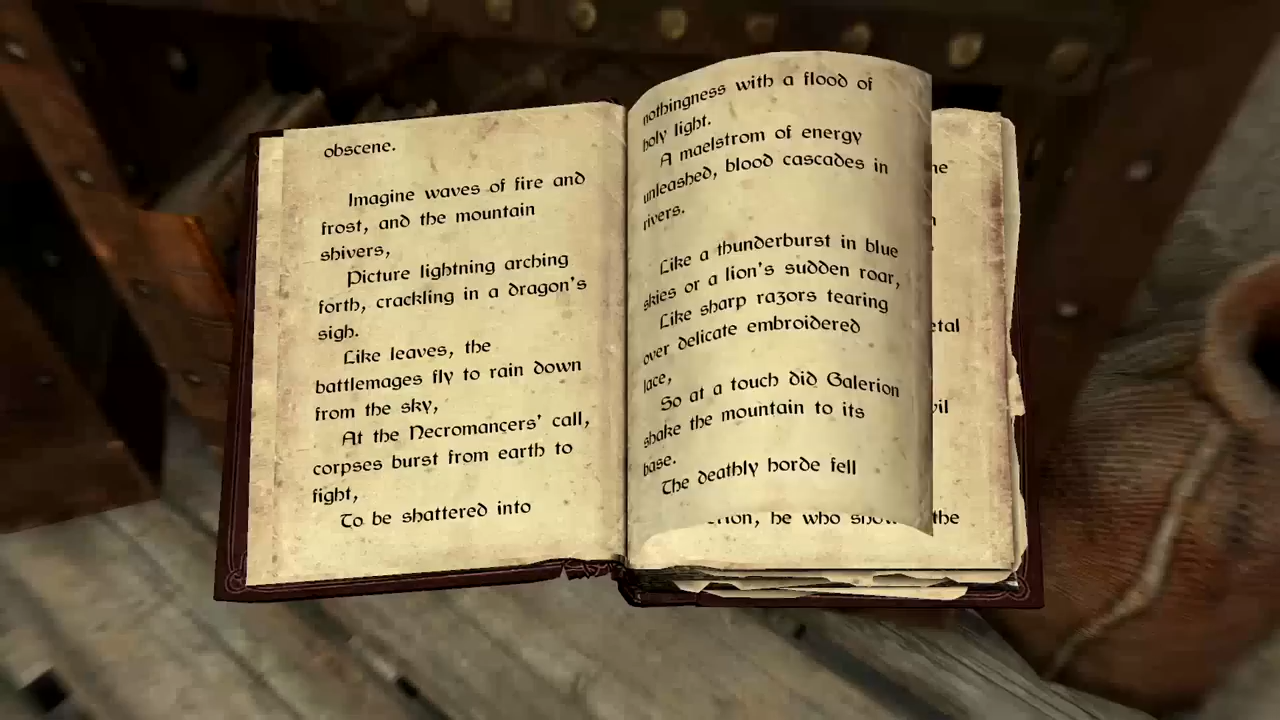 obscene.
Imagine waves of fire and
frost, and the mountain
shivers,
Picture lightning arching
forth, crackling in a dragon's
sigh.
Like leaves, the
battlemages fly to rain down
from the sky,
At the Necromancers' call,
corpses burst from earth to
fight,
To be shattered into
nothingness with a flood of
holy light.
A maelstrom of energy
unleashed, blood cascades in
rivers.
Like a thunderburst in blue
skies or a lion's sudden roar,
Like sharp razors tearing
over delicate embroidered
lace,
So at a touch did Galerion
shake the mountain to its
base.
The deathly horde fell
he who the